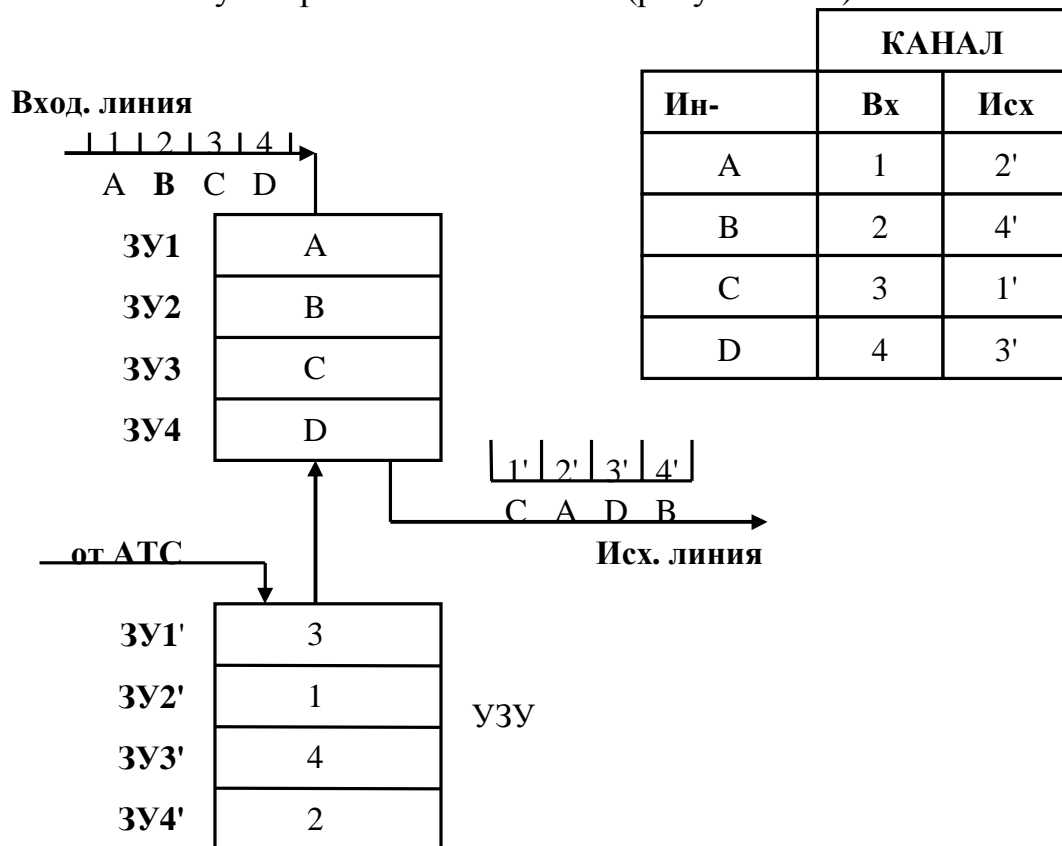 КАНАЛ
Вход. линия
Ин- Вх Исх
1 2 3 4
A B C D
A 1 2'
B 2 4'
C 3 1'
D 4 3'
ЗУ1 A
ЗУ2 B
ЗУ3 C
ЗУ4 D
1' 2' 3' 4'
C A D B
Исх. линия
от АТС
ЗУ1' 3
ЗУ2' 1
УЗУ
ЗУ3' 4
ЗУ4' 2